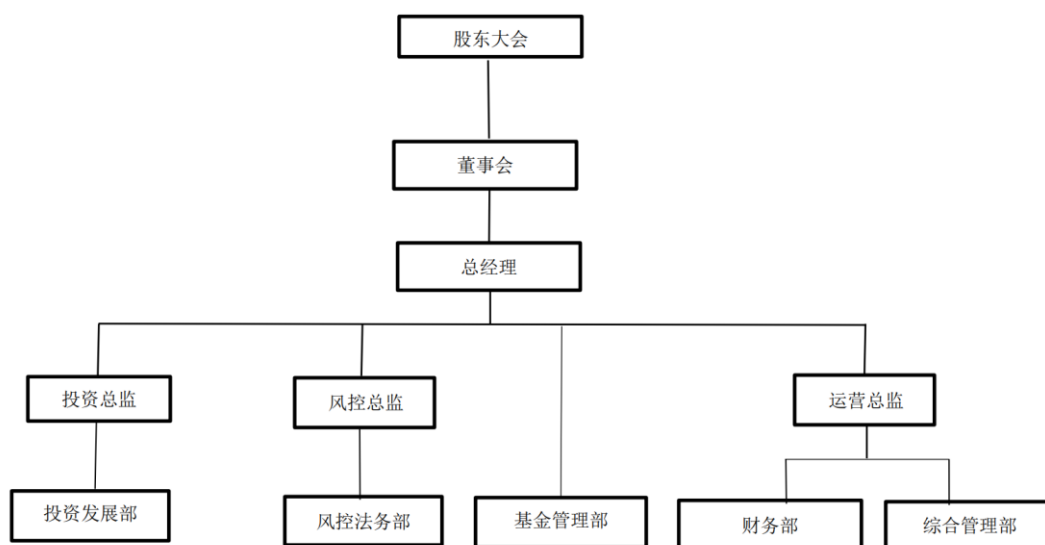 股东大会
董事会
总经理
投资总监
风控总监
运营总监
投资发展部
风控法务部
基金管理部
财务部
综合管理部